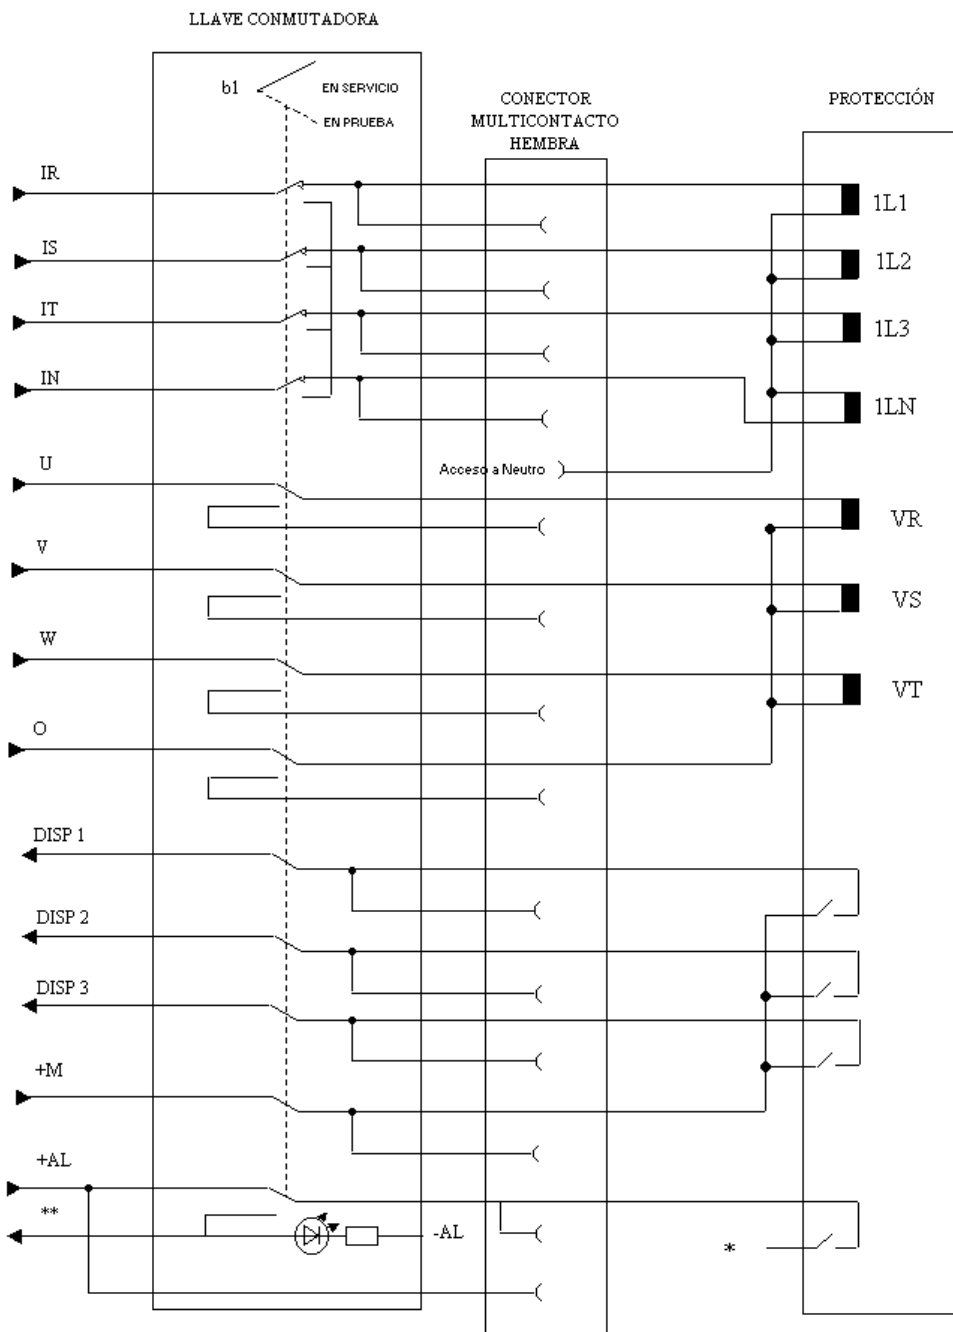 LLAVE CONMUTADORA
b1
EN SERVICIO
EN PRUEBA
CONECTOR
MULTICONTACTO
HEMBRA
PROTECCIÓN
IR
1L1
IS
1L2
IT
1L3
IN
1LN
U
Acceso a Neutro
VR
V
VS
W
VT
O
DISP 1
DISP 2
DISP 3
+M
+AL
**
-AL
*